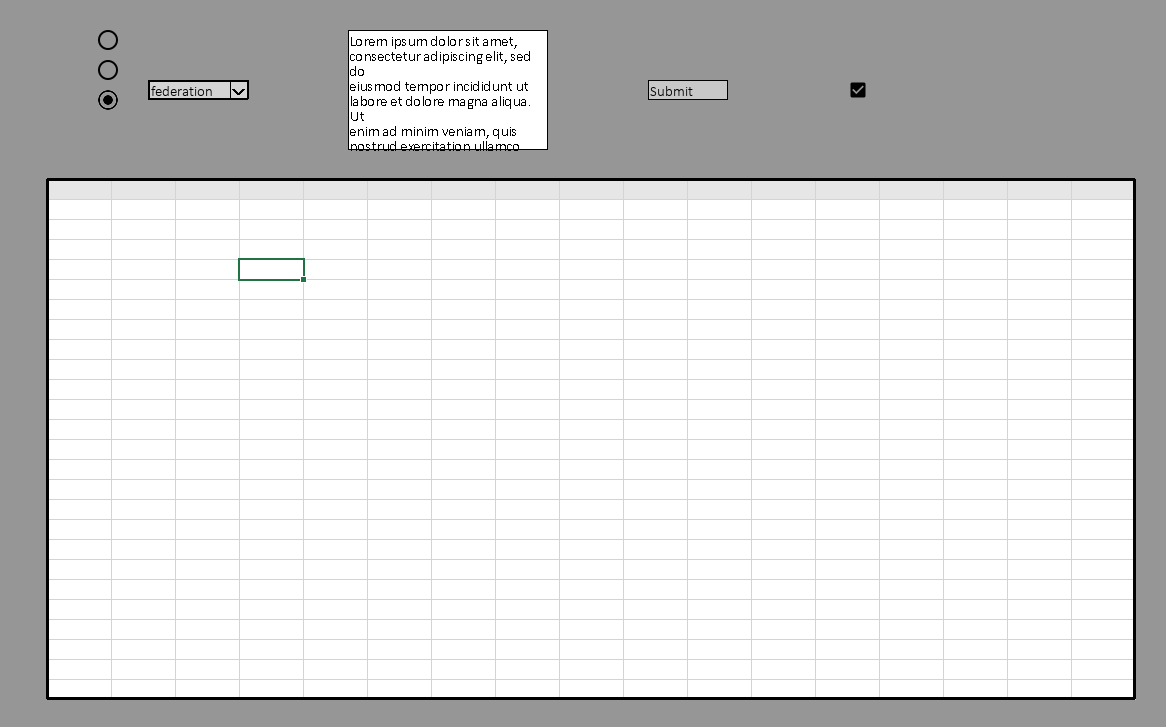 Lorem ipsum dolor sit amet,
consectetur adipiscing elit, sed
do
federation
eiusmod tempor incididunt ut
Submit
labore et dolore magna aliqua.
Ut
enim ad minim veniam, quis
nostrud exercitation ullamco